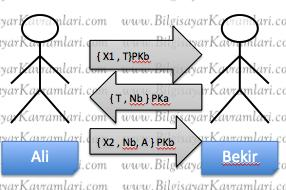 www.BilgisayarKavramlari.com
{ X1 , T}PKb
{ T , Nb } PKa
{ X2 , Nb, A } PKb
Ali
Bekir